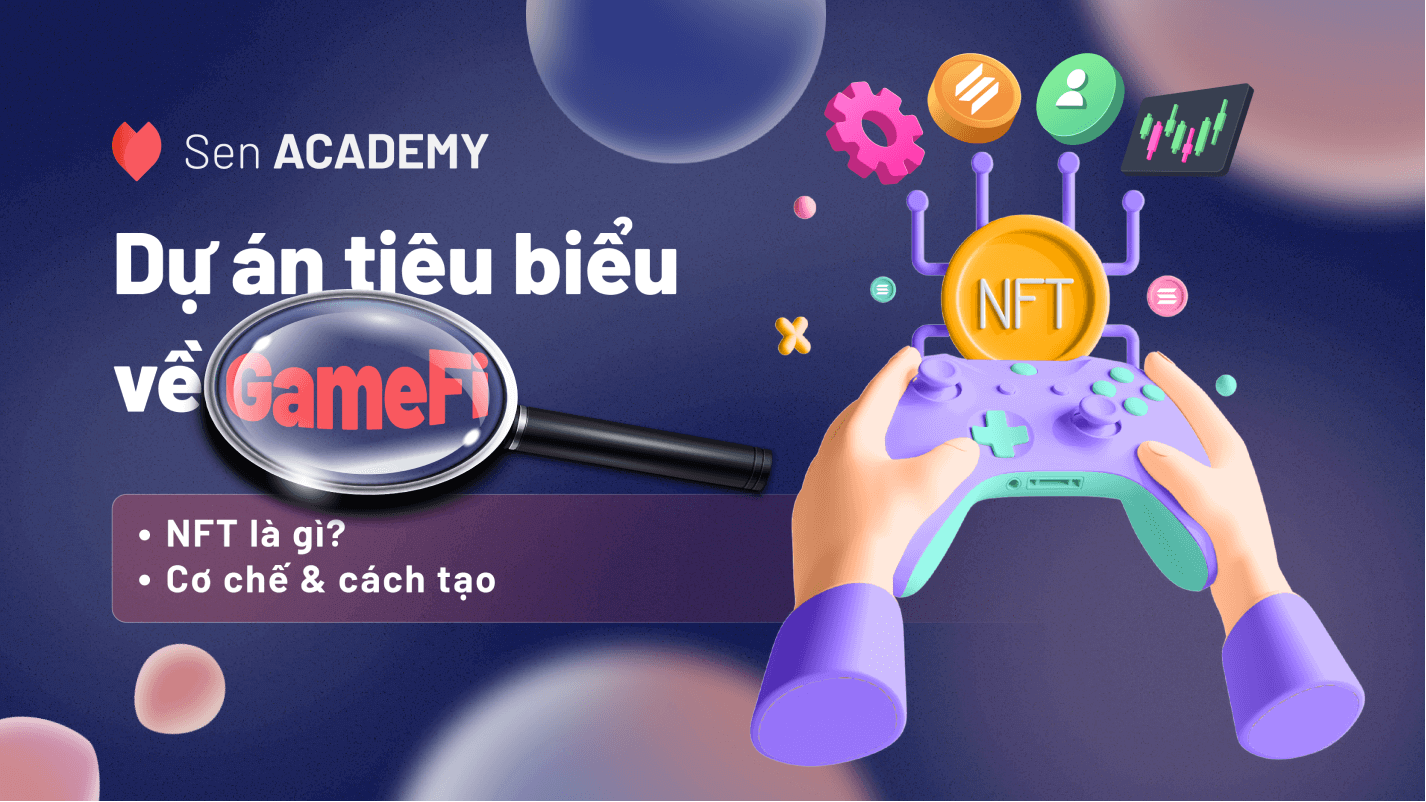 Sen ACADEMY
Dự án tiêu biểu
về GameFi
• NFT là gì?
• Cơ chế & cách tạo
NFT